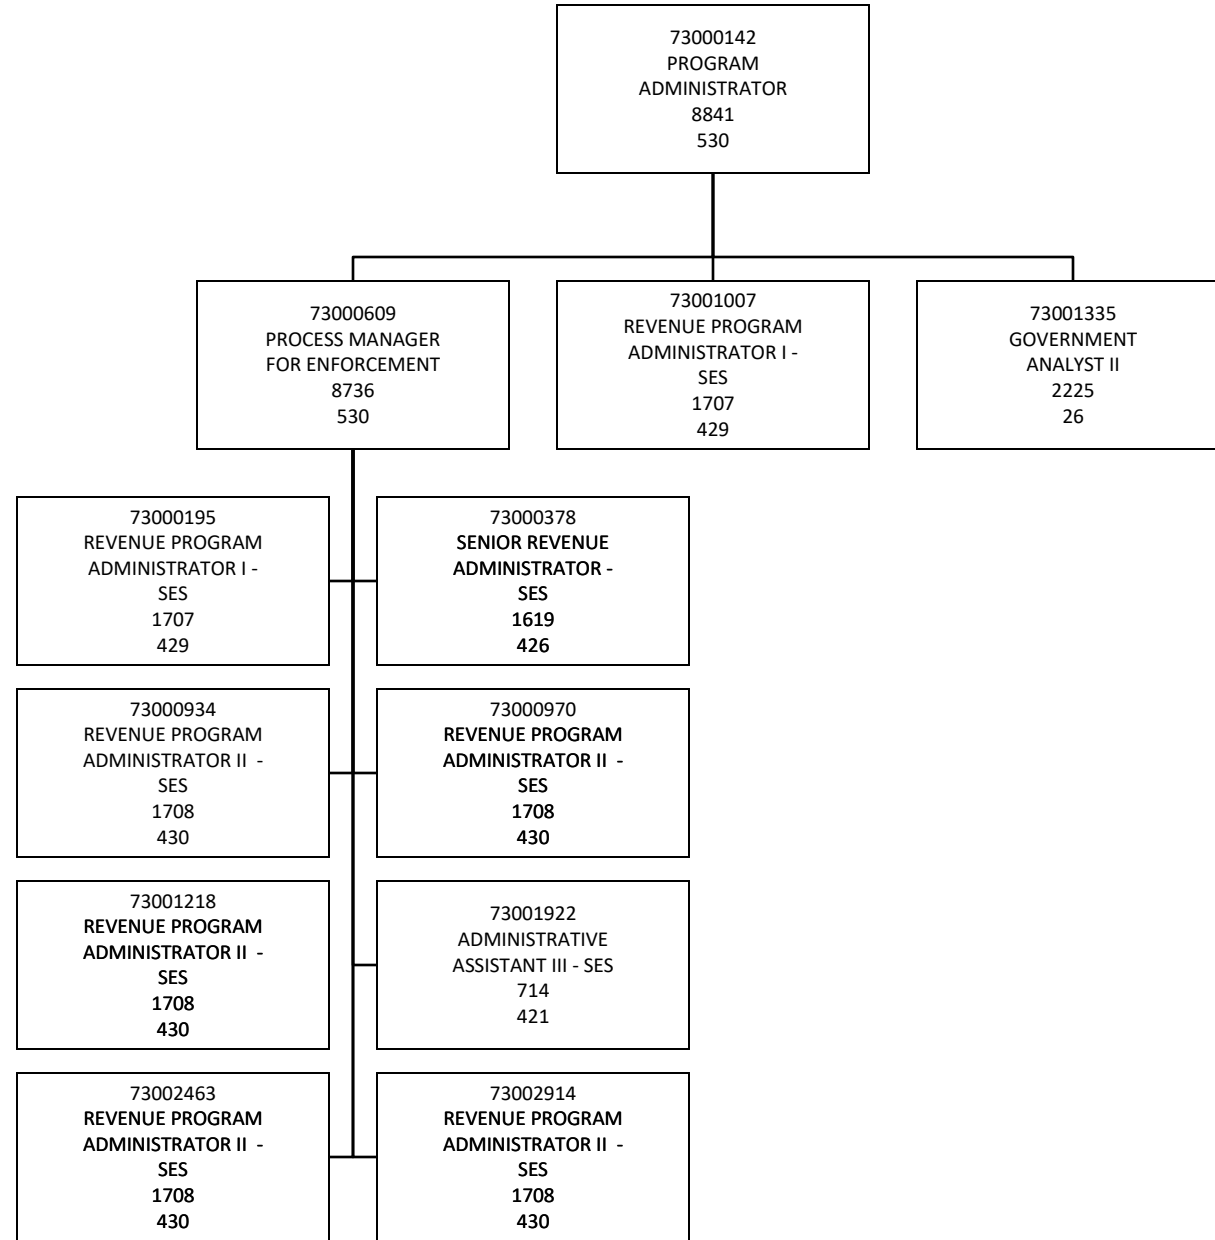 73000142
PROGRAM
ADMINISTRATOR
8841
530
73000609
PROCESS MANAGER
FOR ENFORCEMENT
8736
530
73001007
REVENUE PROGRAM
ADMINISTRATOR I -
SES
1707
429
73001335
GOVERNMENT
ANALYST II
2225
26
73000195
REVENUE PROGRAM
ADMINISTRATOR I -
SES
1707
429
73000378
SENIOR REVENUE
ADMINISTRATOR -
SES
1619
426
73000934
REVENUE PROGRAM
ADMINISTRATOR II  -
SES
1708
430
73000970
REVENUE PROGRAM
ADMINISTRATOR II  -
SES
1708
430
73001218
REVENUE PROGRAM
ADMINISTRATOR II  -
SES
1708
430
73001922
ADMINISTRATIVE
ASSISTANT III - SES
714
421
73002463
REVENUE PROGRAM
ADMINISTRATOR II  -
SES
1708
430
73002914
REVENUE PROGRAM
ADMINISTRATOR II  -
SES
1708
430